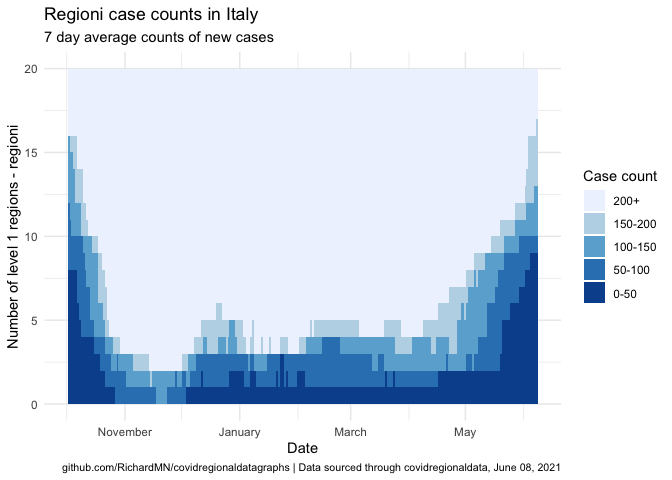 Regioni case counts in Italy
7 day average counts of new cases
Number of level 1 regions - regioni
20
15
10
5
0
November
January
March
May
Date
Case count
200+
150-200
100-150
50-100
0-50
github.com/RichardMN/covidregionaldatagraphs | Data sourced through covidregionaldata, June 08, 2021